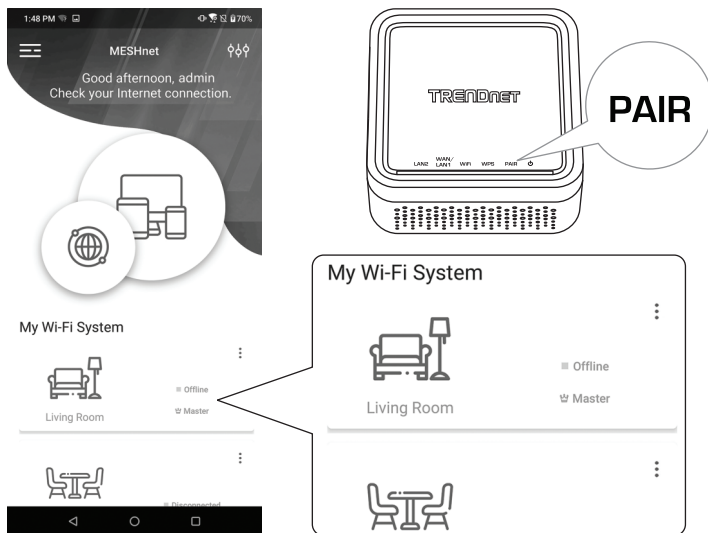 1:48 PM
70%
MESHnet
Good afternoon, admin
Check your Internet connection.
My Wi-Fi System
Offline
Master
Living Room
Disconnected
TRENDNET
LAN2
WAN/
LAN1
WiFi
WPS
PAIR
PAIR
My Wi-Fi System
Offline
Master
Living Room